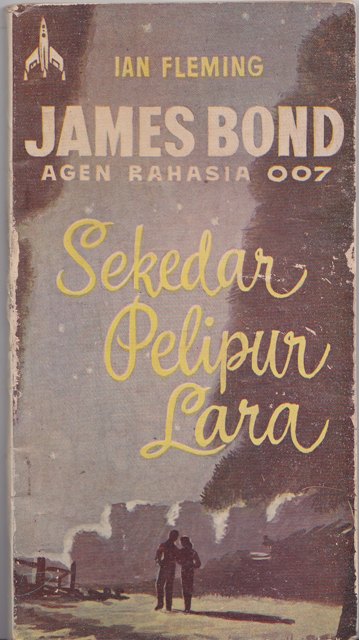 IAN FLEMING
JAMES BOND
AGEN RAHASIA 007
Sekedar
Pelipur
Lara